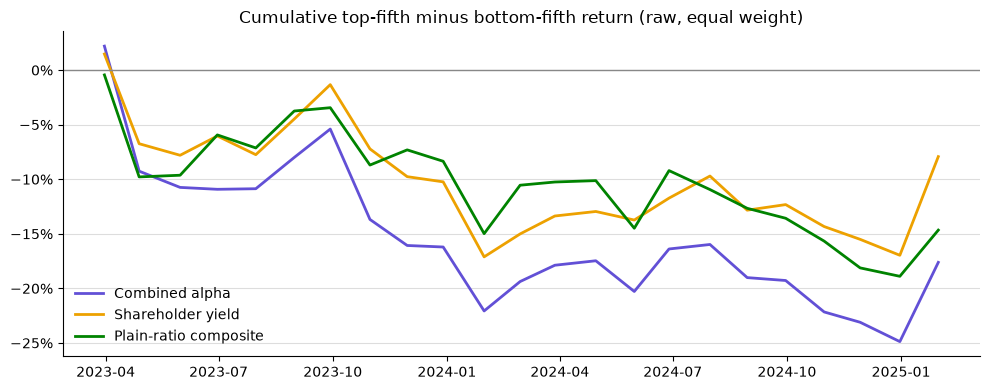 Cumulative top-fifth minus bottom-fifth return (raw, equal weight)
0%
−5%
−10%
−15%
−20%
−25%
Combined alpha
Shareholder yield
Plain-ratio composite
2023-04 2023-07 2023-10 2024-01 2024-04 2024-07 2024-10 2025-01